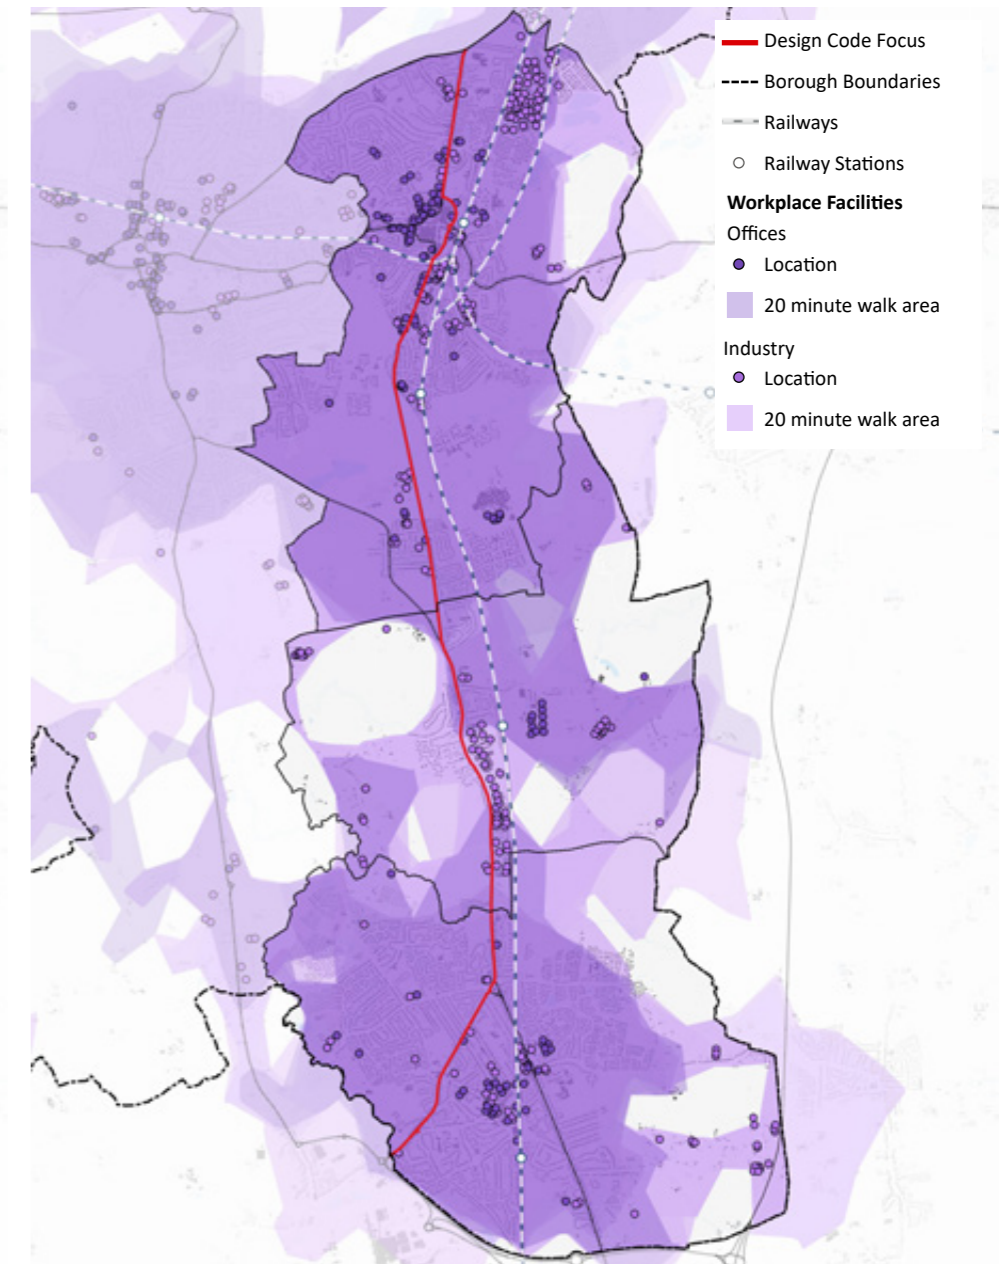 Design Code Focus
Borough Boundaries
Railways
Railway Stations
Workplace Facilities
Offices
Location
20 minute walk area
Industry
Location
20 minute walk area